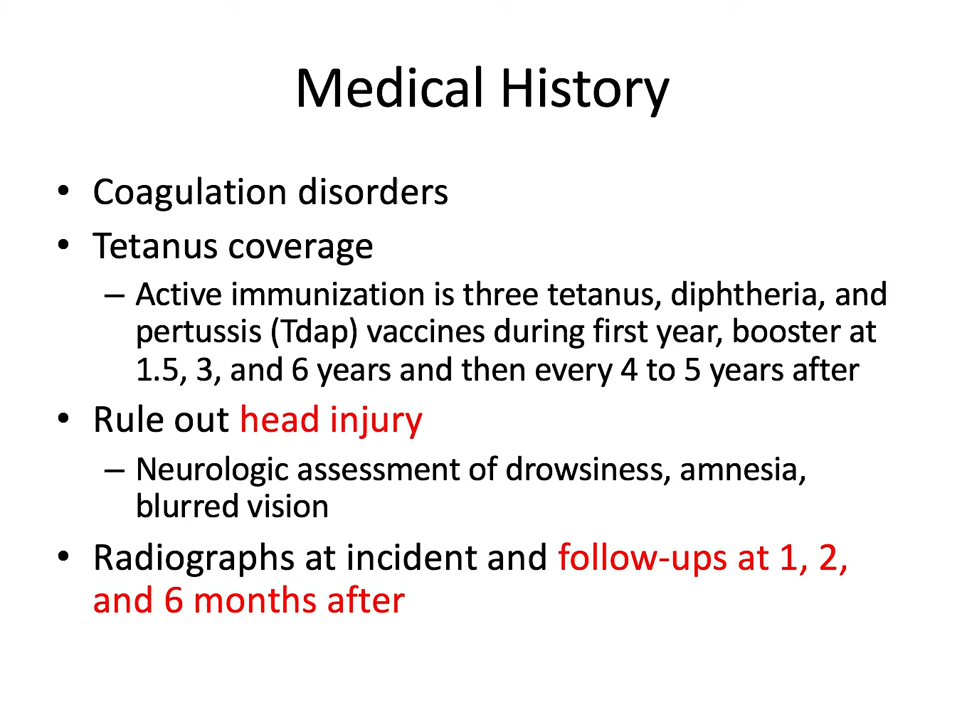 Medical History
• Coagulation disorders
• Tetanus coverage
– Active immunization is three tetanus, diphtheria, and
pertussis (Tdap) vaccines during first year, booster at
1.5, 3, and 6 years and then every 4 to 5 years after
• Rule out head injury
– Neurologic assessment of drowsiness, amnesia,
blurred vision
• Radiographs at incident and follow-ups at 1, 2,
and 6 months after